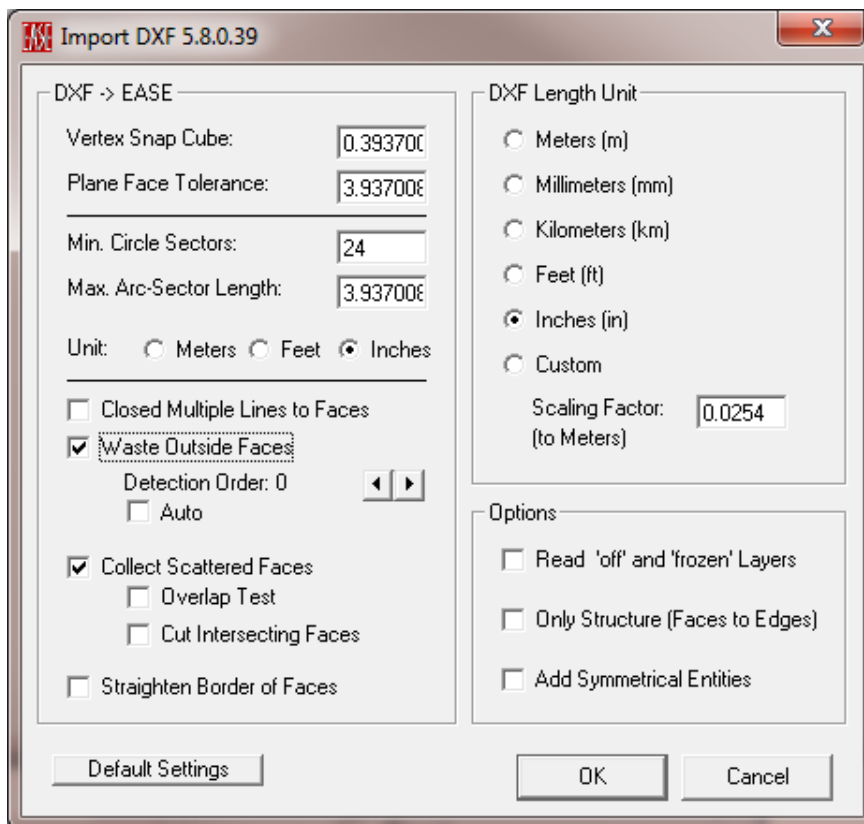 EASE Import DXF 5.8.0.39
DXF -> EASE
Vertex Snap Cube: 0.39370(
Plane Face Tolerance: 3.937008
Min. Circle Sectors: 24
Max. Arc-Sector Length: 3.937008
Unit: Meters Feet Inches
Closed Multiple Lines to Faces
Waste Outside Faces
Detection Order: 0
Auto
Collect Scattered Faces
Overlap Test
Cut Intersecting Faces
Straighten Border of Faces
Default Settings
DXF Length Unit
Meters (m)
Millimeters (mm)
Kilometers (km)
Feet (ft)
Inches (in)
Custom
Scaling Factor: 0.0254
(to Meters)
Options
Read 'off' and 'frozen' Layers
Only Structure (Faces to Edges)
Add Symmetrical Entities
OK
Cancel